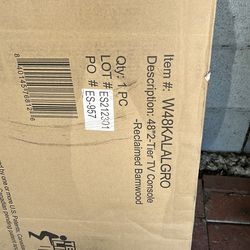 Item #: W48KALALGRO
Description: 48"2-Tier TV Console
-Reclaimed Barnwood
Qty: 1 PC
LOT # ES212301
PO # ES-957